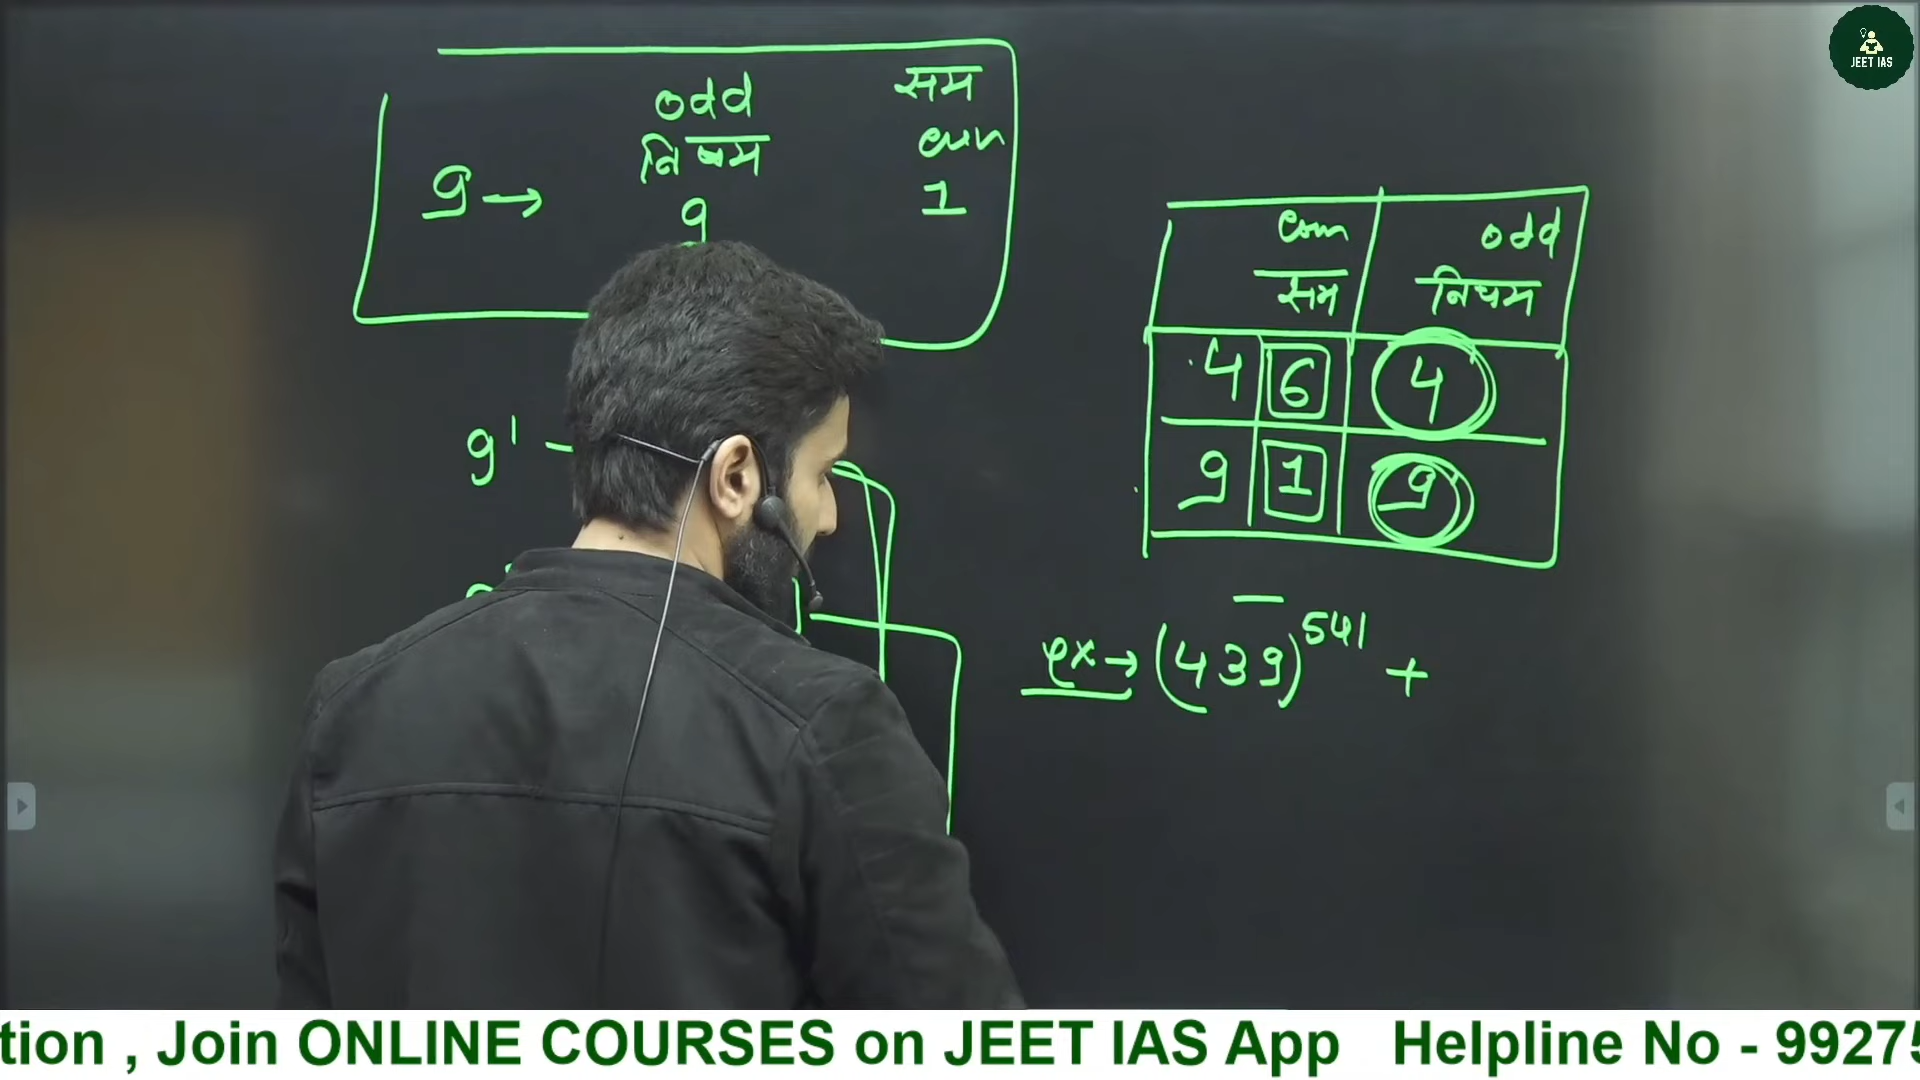 JEET IAS
odd सम
निषम even
9 → 9 1
even odd
सम निषम
4 6 4
9 1 9
9¹ –
ex → (439)⁵⁴¹ +
tion , Join ONLINE COURSES on JEET IAS App Helpline No - 99275